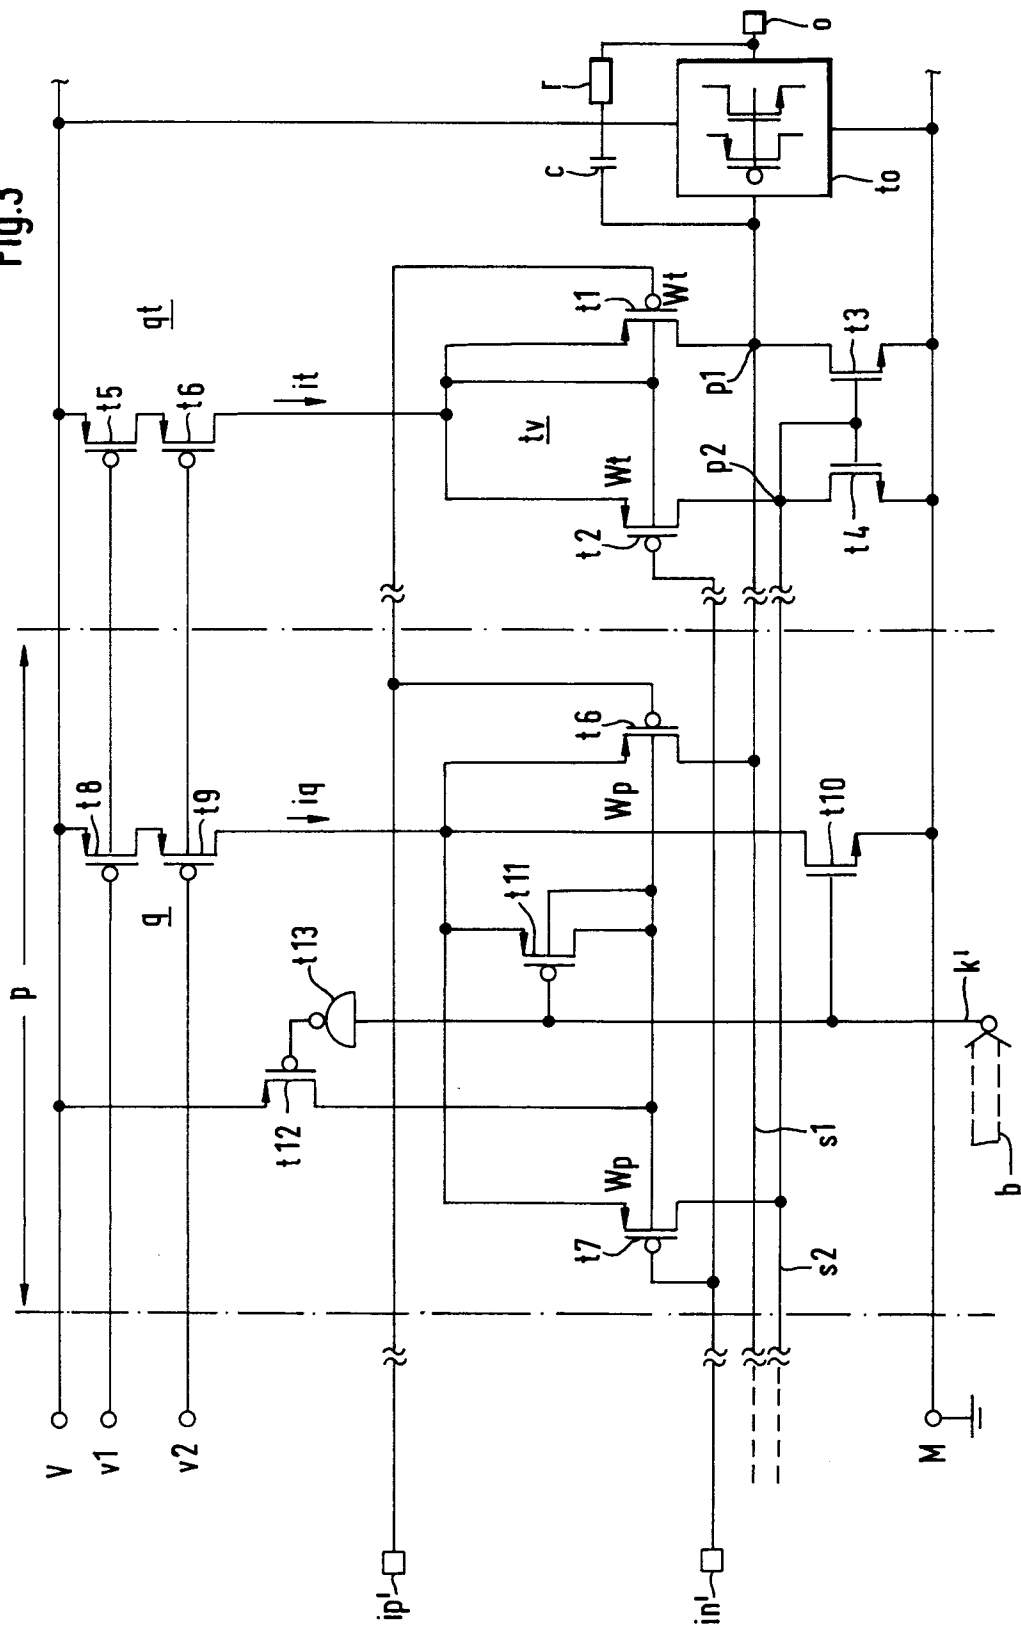 Fig.3
p
V
v1
t8
t5
qt
v2
q
t9
t6
iq
it
t13
t12
ip'
t11
tv
c
r
t7
Wp
Wp
t6
t2
Wt
t1
Wt
in'
p2
p1
o
s2
s1
t10
t4
t3
to
M
b
k'